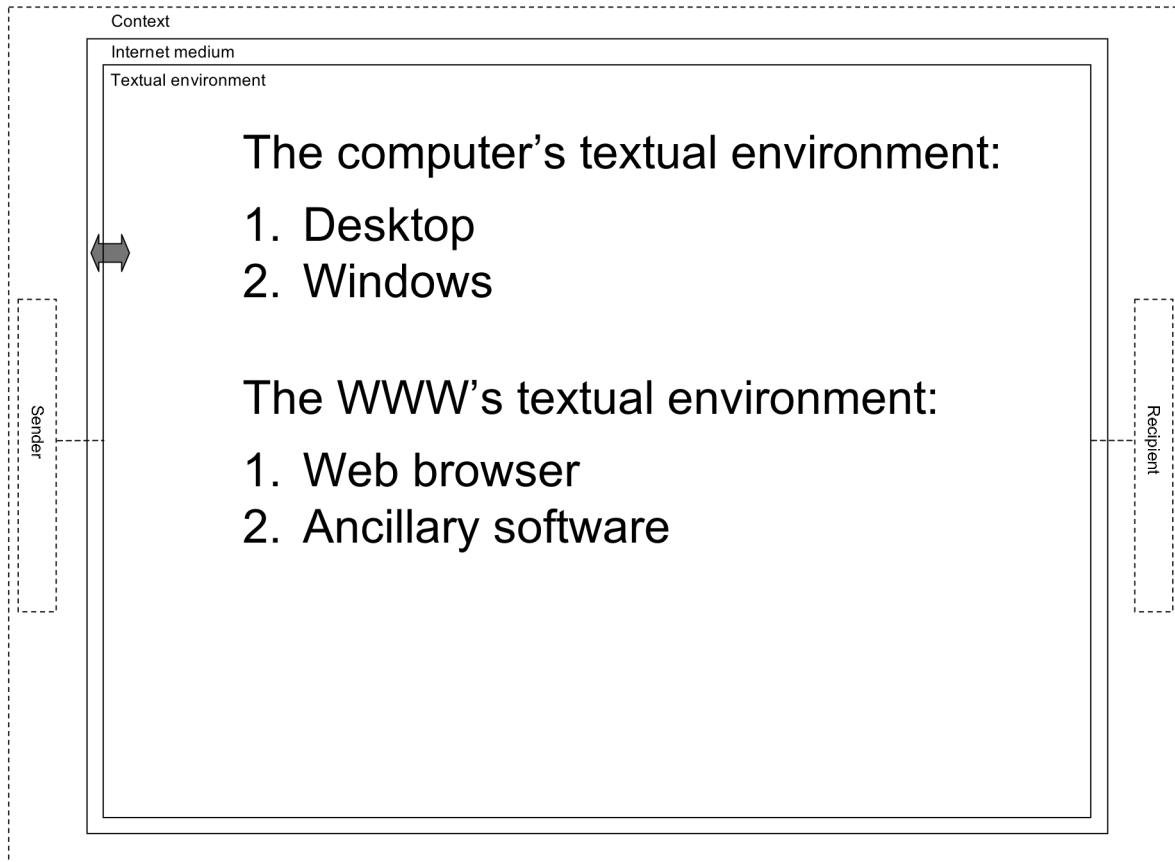 Context
Internet medium
Textual environment
The computer’s textual environment:
1. Desktop
2. Windows
The WWW’s textual environment:
1. Web browser
2. Ancillary software
Sender
Recipient